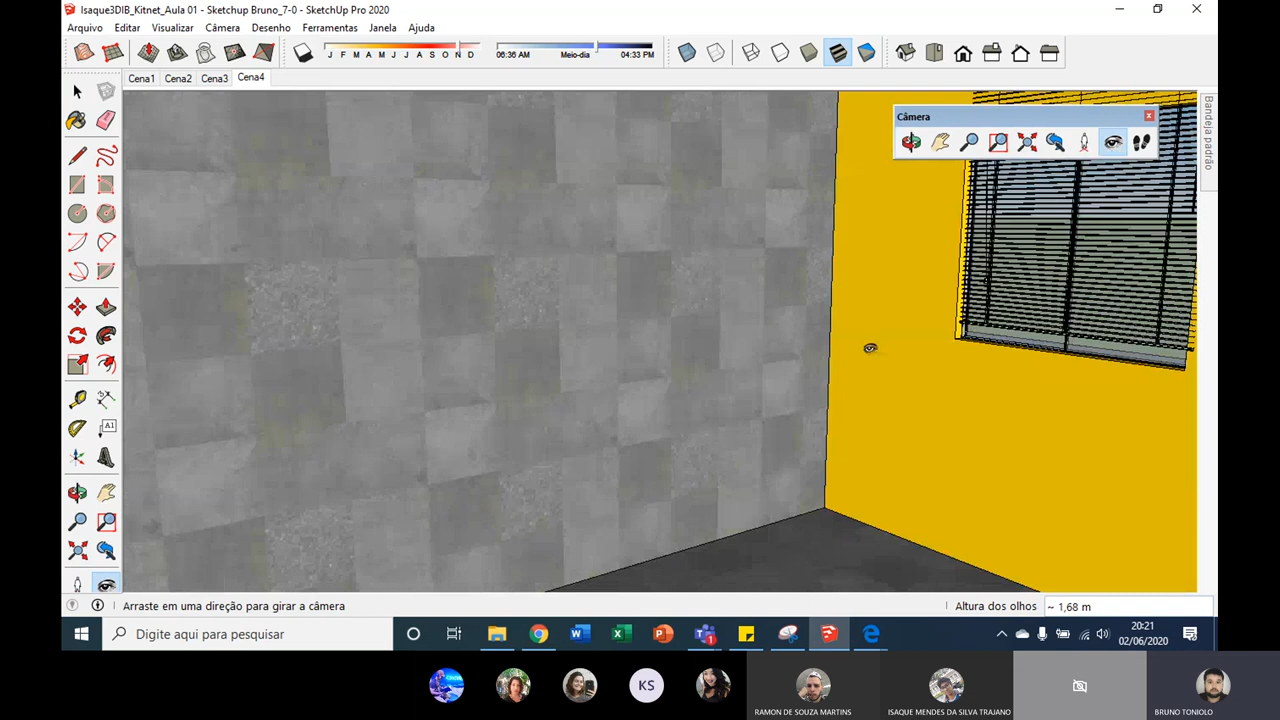 Isaque3DIB_Kitnet_Aula 01 - Sketchup Bruno_7-0 - SketchUp Pro 2020
Arquivo Editar Visualizar Câmera Desenho Ferramentas Janela Ajuda
J F M A M J J A S O N D
06:36 AM Meio-dia 04:33 PM
Cena1 Cena2 Cena3 Cena4
Câmera
Bandeja padrão
A1
Arraste em uma direção para girar a câmera
Altura dos olhos ~ 1,68 m
Digite aqui para pesquisar
1
20:21
02/06/2020
KS
RAMON DE SOUZA MARTINS
ISAQUE MENDES DA SILVA TRAJANO
BRUNO TONIOLO